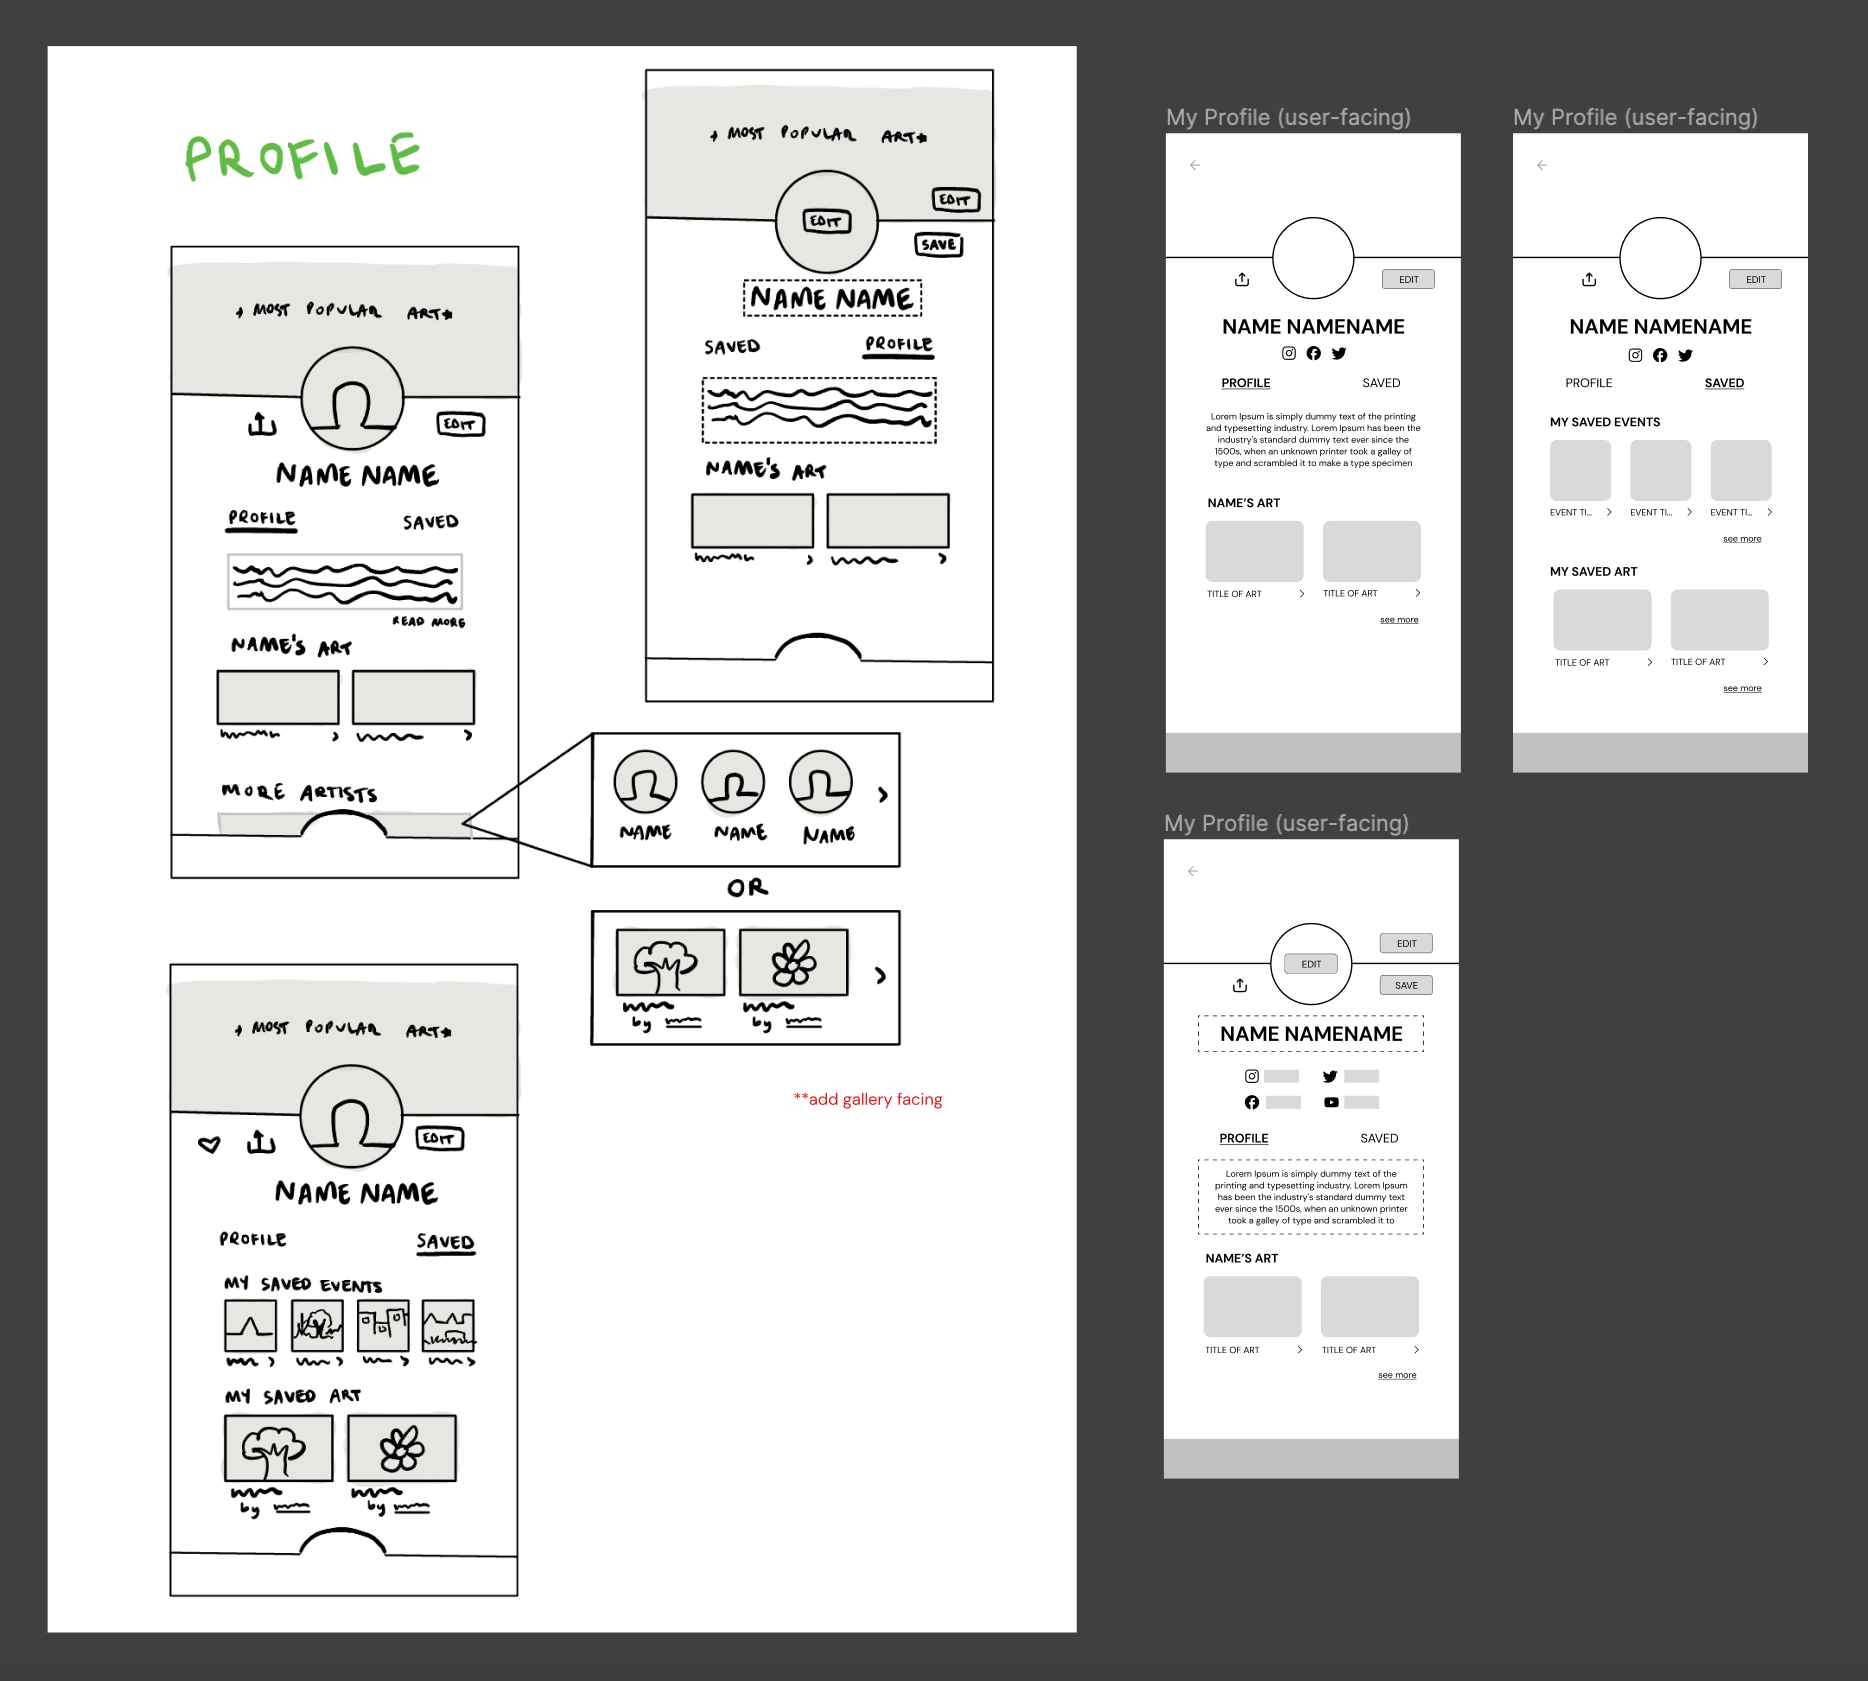 PROFILE
MOST POPULAR ART
EDIT
NAME NAME
PROFILE SAVED
READ MORE
NAME'S ART
MORE ARTISTS
MOST POPULAR ART
EDIT
EDIT
SAVE
NAME NAME
SAVED PROFILE
NAME'S ART
NAME NAME NAME
OR
by by
**add gallery facing
MOST POPULAR ART
EDIT
NAME NAME
PROFILE SAVED
MY SAVED EVENTS
MY SAVED ART
by by
My Profile (user-facing)
EDIT
NAME NAMENAME
PROFILE SAVED
Lorem Ipsum is simply dummy text of the printing
and typesetting industry. Lorem Ipsum has been the
industry's standard dummy text ever since the
1500s, when an unknown printer took a galley of
type and scrambled it to make a type specimen
NAME'S ART
TITLE OF ART TITLE OF ART
see more
My Profile (user-facing)
EDIT
NAME NAMENAME
PROFILE SAVED
MY SAVED EVENTS
EVENT TI... EVENT TI... EVENT TI...
see more
MY SAVED ART
TITLE OF ART TITLE OF ART
see more
My Profile (user-facing)
EDIT
EDIT
SAVE
NAME NAMENAME
PROFILE SAVED
Lorem Ipsum is simply dummy text of the
printing and typesetting industry. Lorem Ipsum
has been the industry's standard dummy text
ever since the 1500s, when an unknown printer
took a galley of type and scrambled it to
NAME'S ART
TITLE OF ART TITLE OF ART
see more